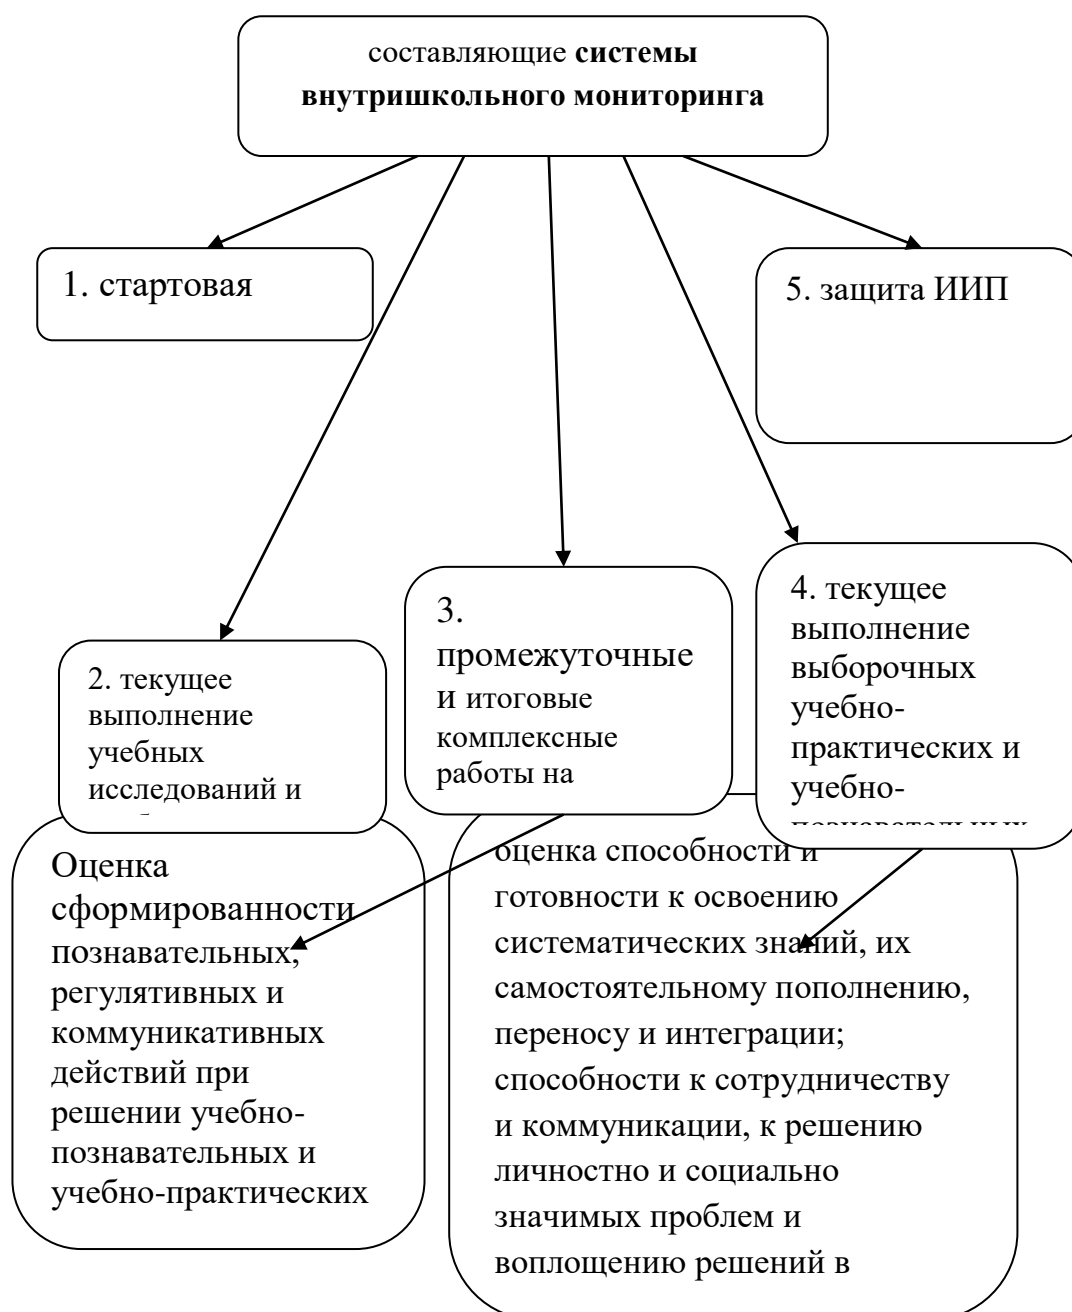 составляющие системы
внутришкольного мониторинга
1. стартовая
5. защита ИИП
2. текущее
выполнение
учебных
исследований и
3.
промежуточные
и итоговые
комплексные
работы на
4. текущее
выполнение
выборочных
учебно-
практических и
учебно-
познавательных
Оценка
сформированности
познавательных,
регулятивных и
коммуникативных
действий при
решении учебно-
познавательных и
учебно-практических
оценка способности и
готовности к освоению
систематических знаний, их
самостоятельному пополнению,
переносу и интеграции;
способности к сотрудничеству
и коммуникации, к решению
личностно и социально
значимых проблем и
воплощению решений в